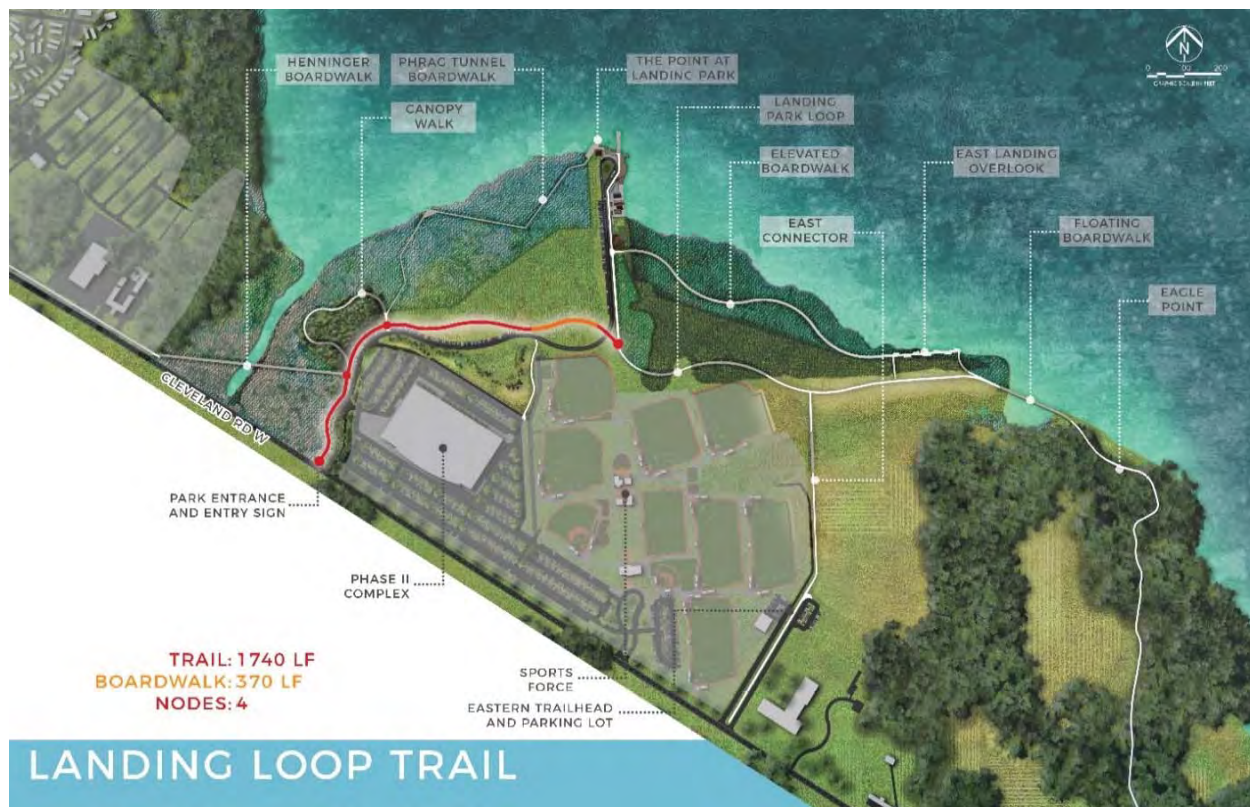 HENNINGER
BOARDWALK
PHRAG TUNNEL
BOARDWALK
THE POINT AT
LANDING PARK
N
0
200
CANOPY
WALK
LANDING
PARK LOOP
ELEVATED
BOARDWALK
EAST LANDING
OVERLOOK
EAST
CONNECTOR
FLOATING
BOARDWALK
EAGLE
POINT
CLEVELAND RD W
PARK ENTRANCE
AND ENTRY SIGN
PHASE II
COMPLEX
SPORTS
FORCE
EASTERN TRAILHEAD
AND PARKING LOT
TRAIL: 1740 LF
BOARDWALK: 370 LF
NODES: 4
LANDING LOOP TRAIL